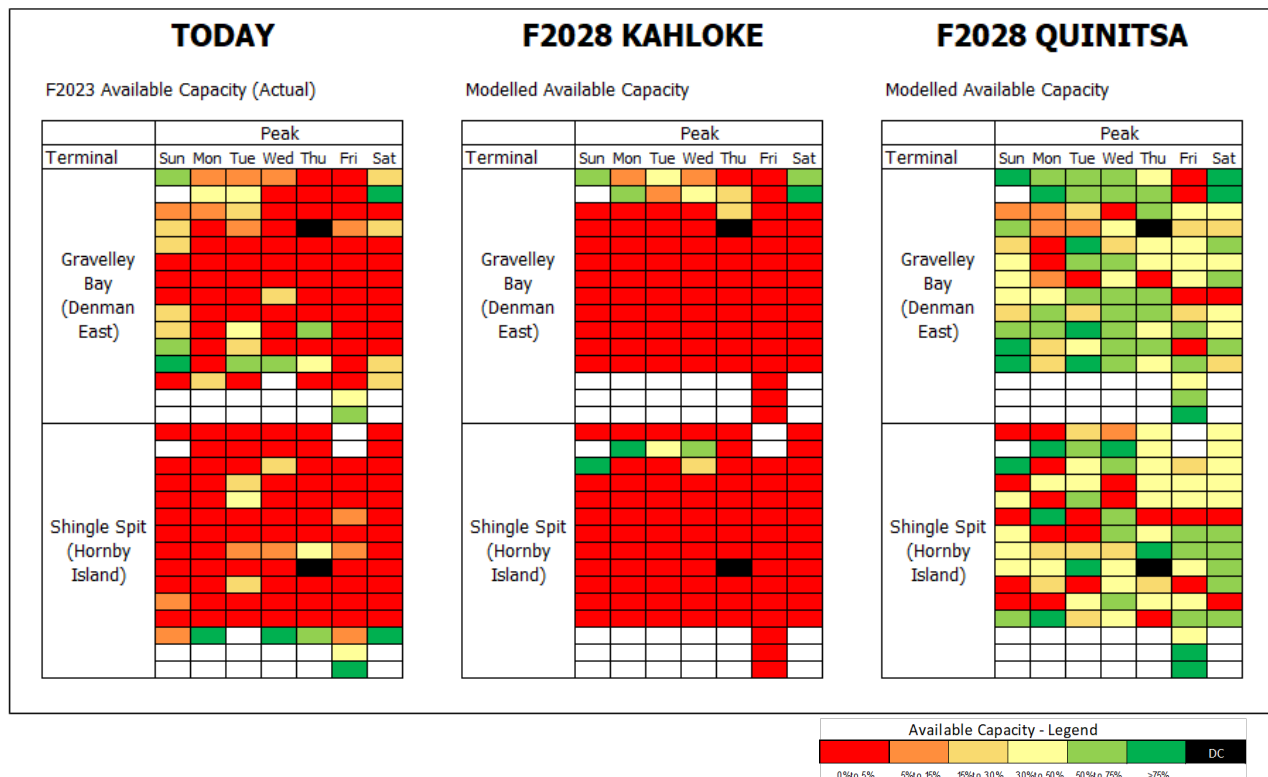 TODAY
F2023 Available Capacity (Actual)
Peak
Terminal Sun Mon Tue Wed Thu Fri Sat
Gravelley
Bay
(Denman
East)
Shingle Spit
(Hornby
Island)
F2028 KAHLOKE
Modelled Available Capacity
Peak
Terminal Sun Mon Tue Wed Thu Fri Sat
Gravelley
Bay
(Denman
East)
Shingle Spit
(Hornby
Island)
F2028 QUINITSA
Modelled Available Capacity
Peak
Terminal Sun Mon Tue Wed Thu Fri Sat
Gravelley
Bay
(Denman
East)
Shingle Spit
(Hornby
Island)
Available Capacity - Legend
DC